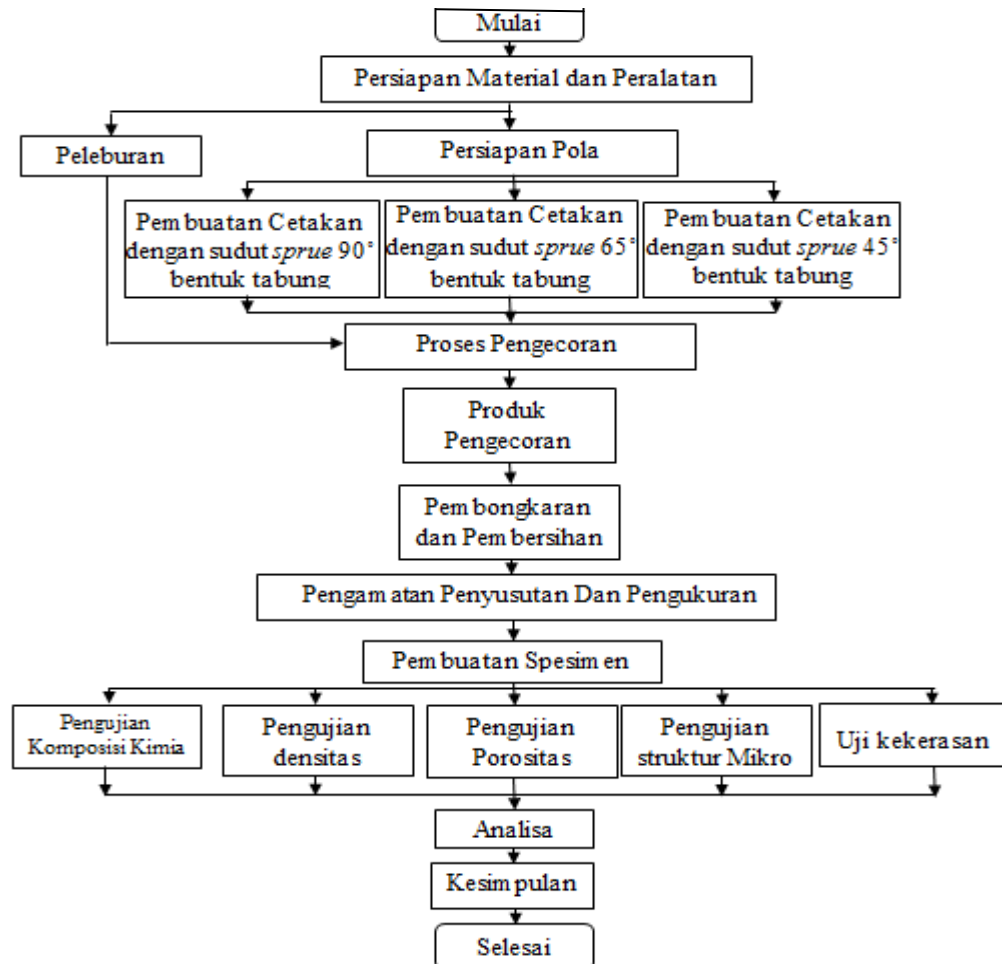 Mulai
Persiapan Material dan Peralatan
Peleburan
Persiapan Pola
Pembuatan Cetakan
dengan sudut sprue 90°
bentuk tabung
Pembuatan Cetakan
dengan sudut sprue 65°
bentuk tabung
Pembuatan Cetakan
dengan sudut sprue 45°
bentuk tabung
Proses Pengecoran
Produk
Pengecoran
Pembongkaran
dan Pembersihan
Pengamatan Penyusutan Dan Pengukuran
Pembuatan Spesimen
Pengujian
Komposisi Kimia
Pengujian
densitas
Pengujian
Porositas
Pengujian
struktur Mikro
Uji kekerasan
Analisa
Kesimpulan
Selesai